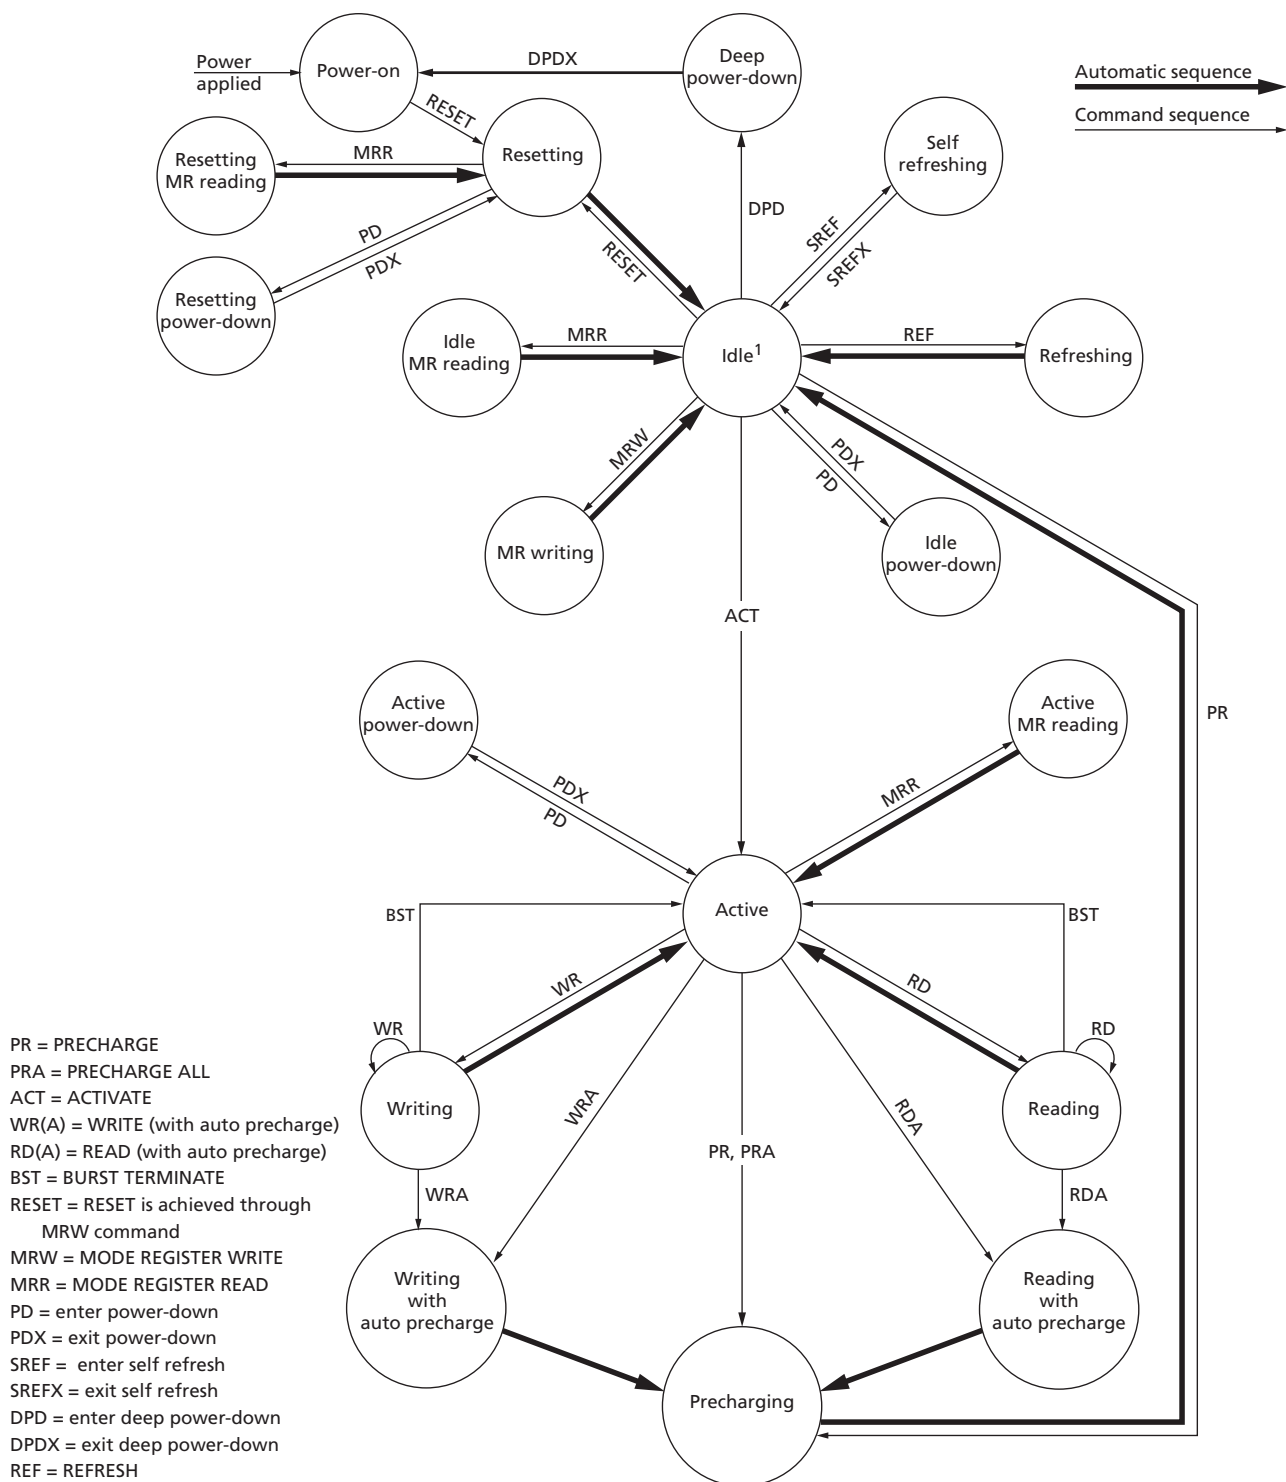 Power
applied
Power-on
DPDX
Deep
power-down
Automatic sequence
Command sequence
RESET
Resetting
MR reading
MRR
Resetting
Self
refreshing
PD
PDX
RESET
DPD
SREF
SREFX
Resetting
power-down
Idle
MR reading
MRR
Idle1
REF
Refreshing
MRW
PDX
PD
MR writing
Idle
power-down
ACT
Active
power-down
Active
MR reading
PR
PDX
PD
MRR
BST
Active
BST
WR
RD
WR
RD
Writing
Reading
WRA
RDA
PR, PRA
WRA
RDA
Writing
with
auto precharge
Reading
with
auto precharge
Precharging
PR = PRECHARGE
PRA = PRECHARGE ALL
ACT = ACTIVATE
WR(A) = WRITE (with auto precharge)
RD(A) = READ (with auto precharge)
BST = BURST TERMINATE
RESET = RESET is achieved through
MRW command
MRW = MODE REGISTER WRITE
MRR = MODE REGISTER READ
PD = enter power-down
PDX = exit power-down
SREF = enter self refresh
SREFX = exit self refresh
DPD = enter deep power-down
DPDX = exit deep power-down
REF = REFRESH